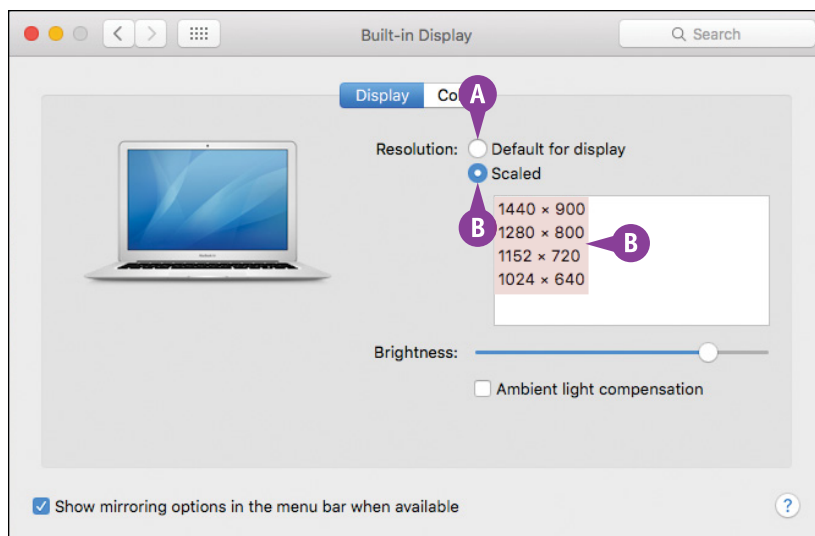 Built-in Display
Search
Display Co A
Resolution: Default for display
Scaled
B
1440 × 900
1280 × 800
B
1152 × 720
1024 × 640
Brightness:
Ambient light compensation
Show mirroring options in the menu bar when available
?